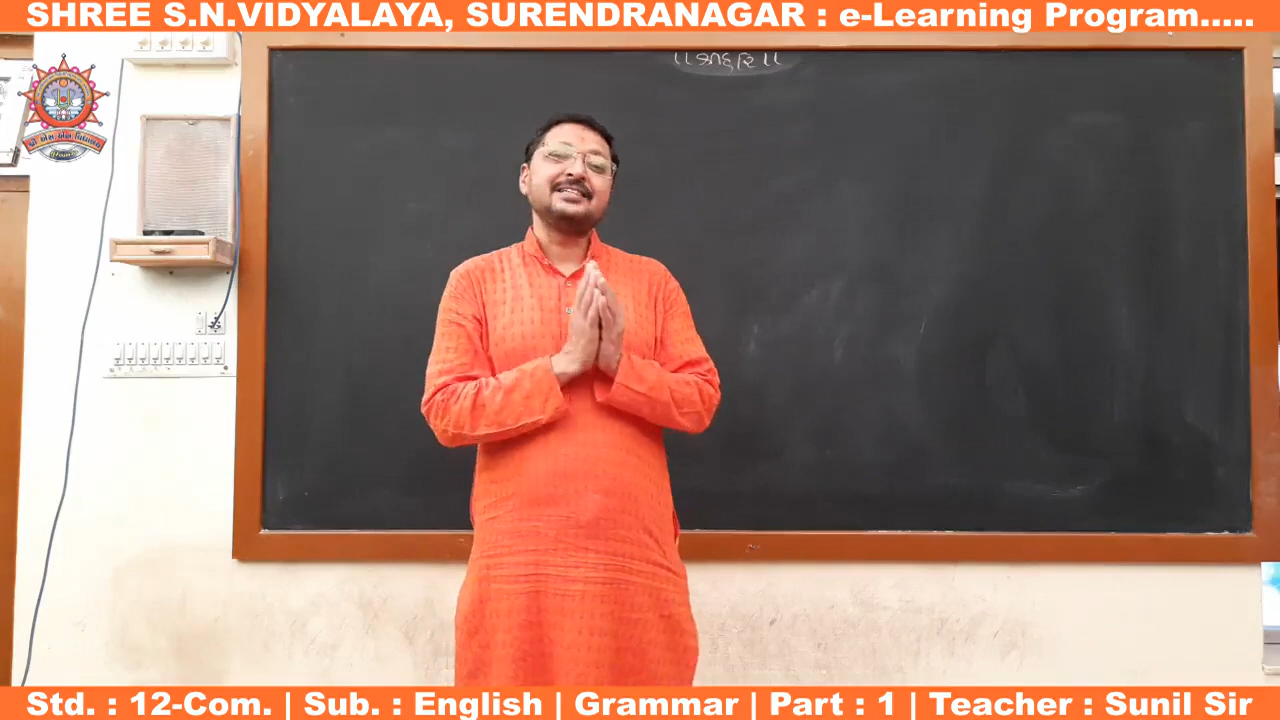 SHREE S.N.VIDYALAYA, SURENDRANAGAR : e-Learning Program.....
Std. : 12-Com. | Sub. : English | Grammar | Part : 1 | Teacher : Sunil Sir